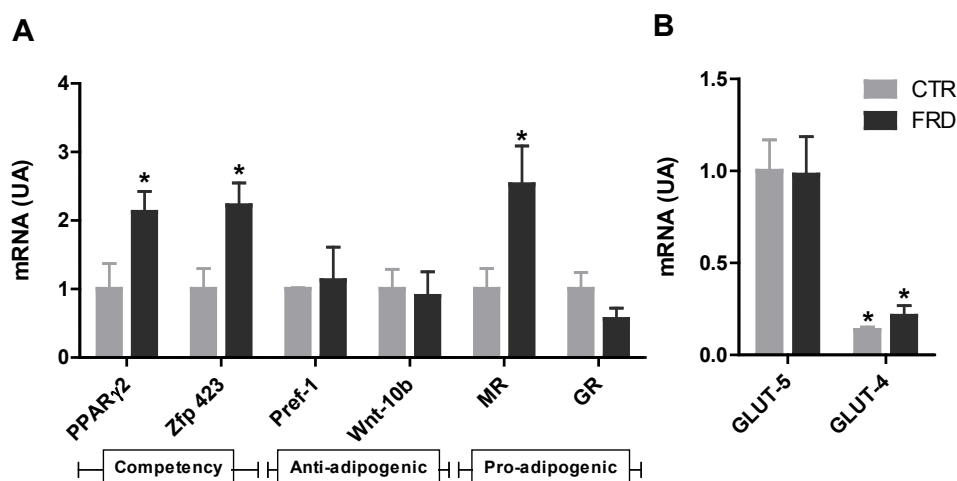 A
mRNA (UA)
4
3
2
1
0
*
*
*
PPARγ2
Zfp 423
Pref-1
Wnt-10b
MR
GR
Competency
Anti-adipogenic
Pro-adipogenic
B
mRNA (UA)
1.5
1.0
0.5
0.0
CTR
FRD
*
*
GLUT-5
GLUT-4